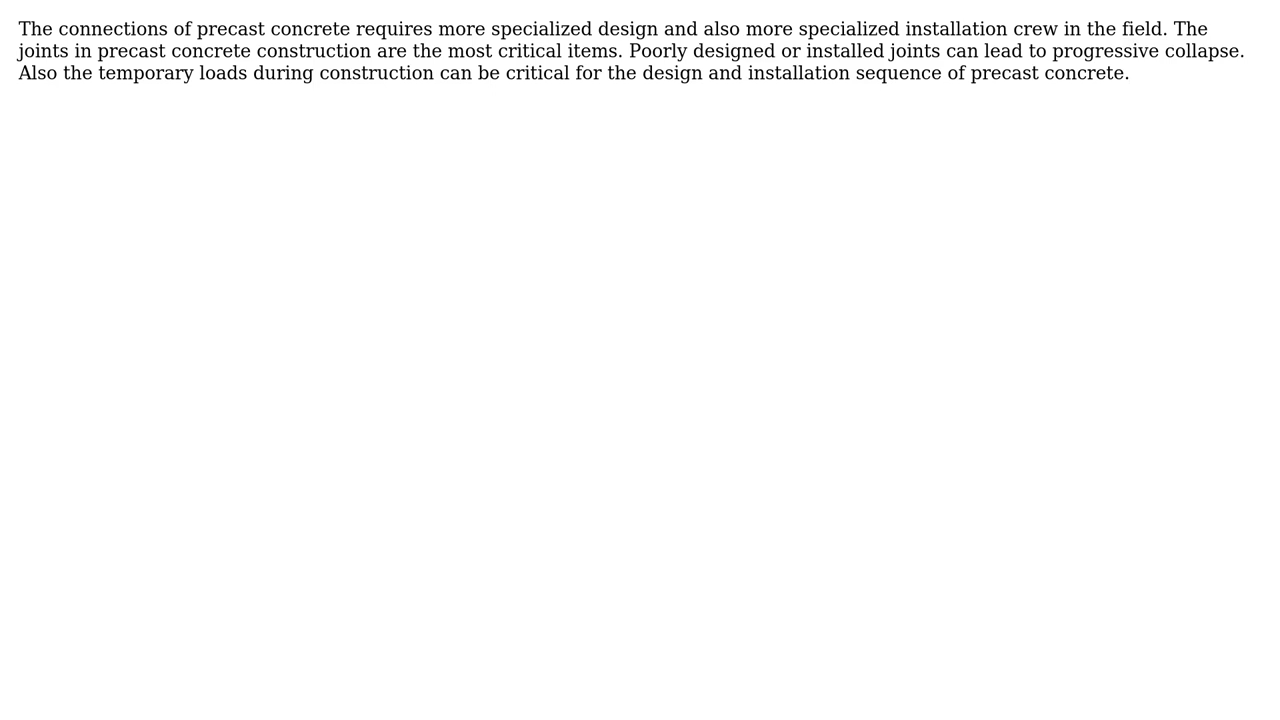 The connections of precast concrete requires more specialized design and also more specialized installation crew in the field. The
joints in precast concrete construction are the most critical items. Poorly designed or installed joints can lead to progressive collapse.
Also the temporary loads during construction can be critical for the design and installation sequence of precast concrete.